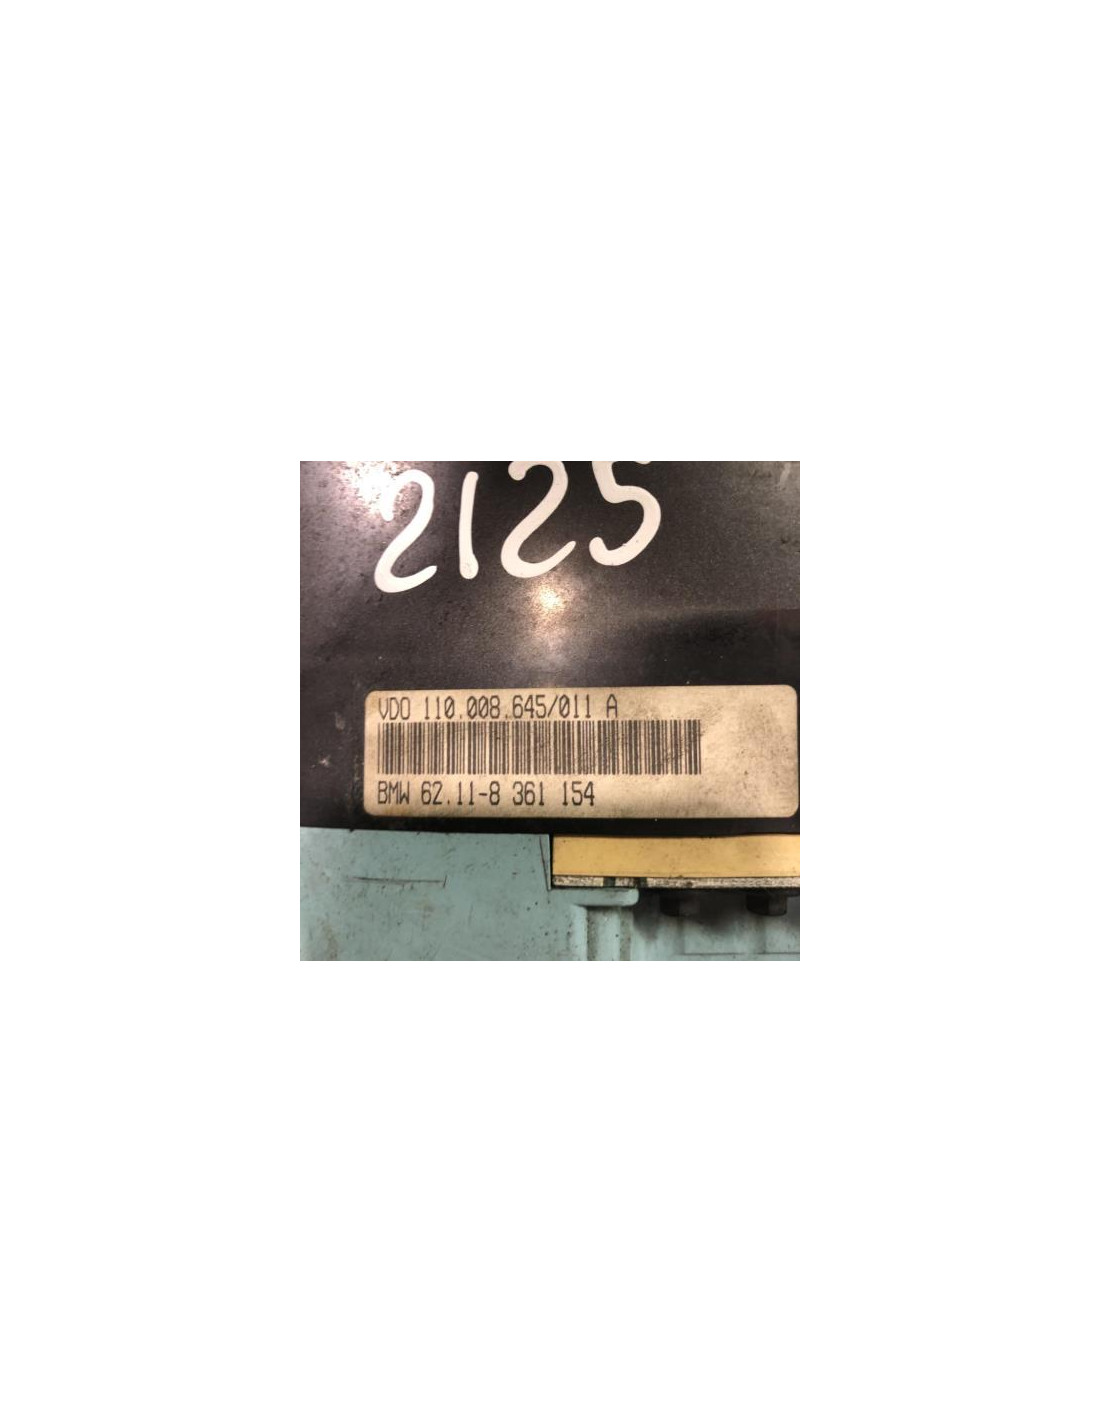 2125
VDO 110.008.645/011 A
BMW 62.11-8 361 154